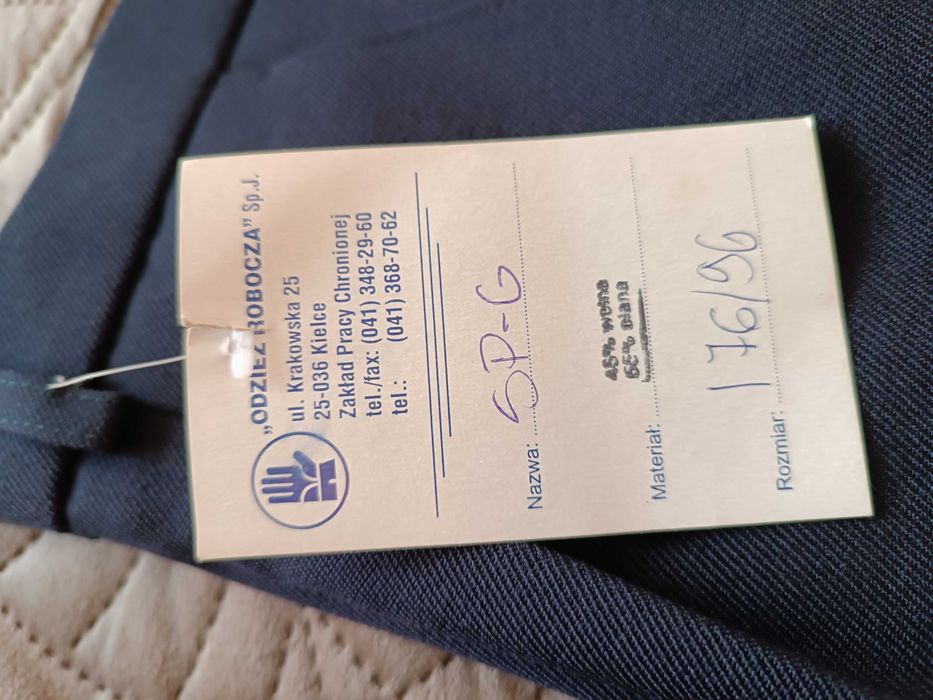 „ODZIEŻ ROBOCZA” Sp.J.
ul. Krakowska 25
25-036 Kielce
Zakład Pracy Chronionej
tel./fax: (041) 348-29-60
tel.: (041) 368-70-62
Nazwa: SP-G
45% wełna
55% elana
Materiał:
Rozmiar: 176/96